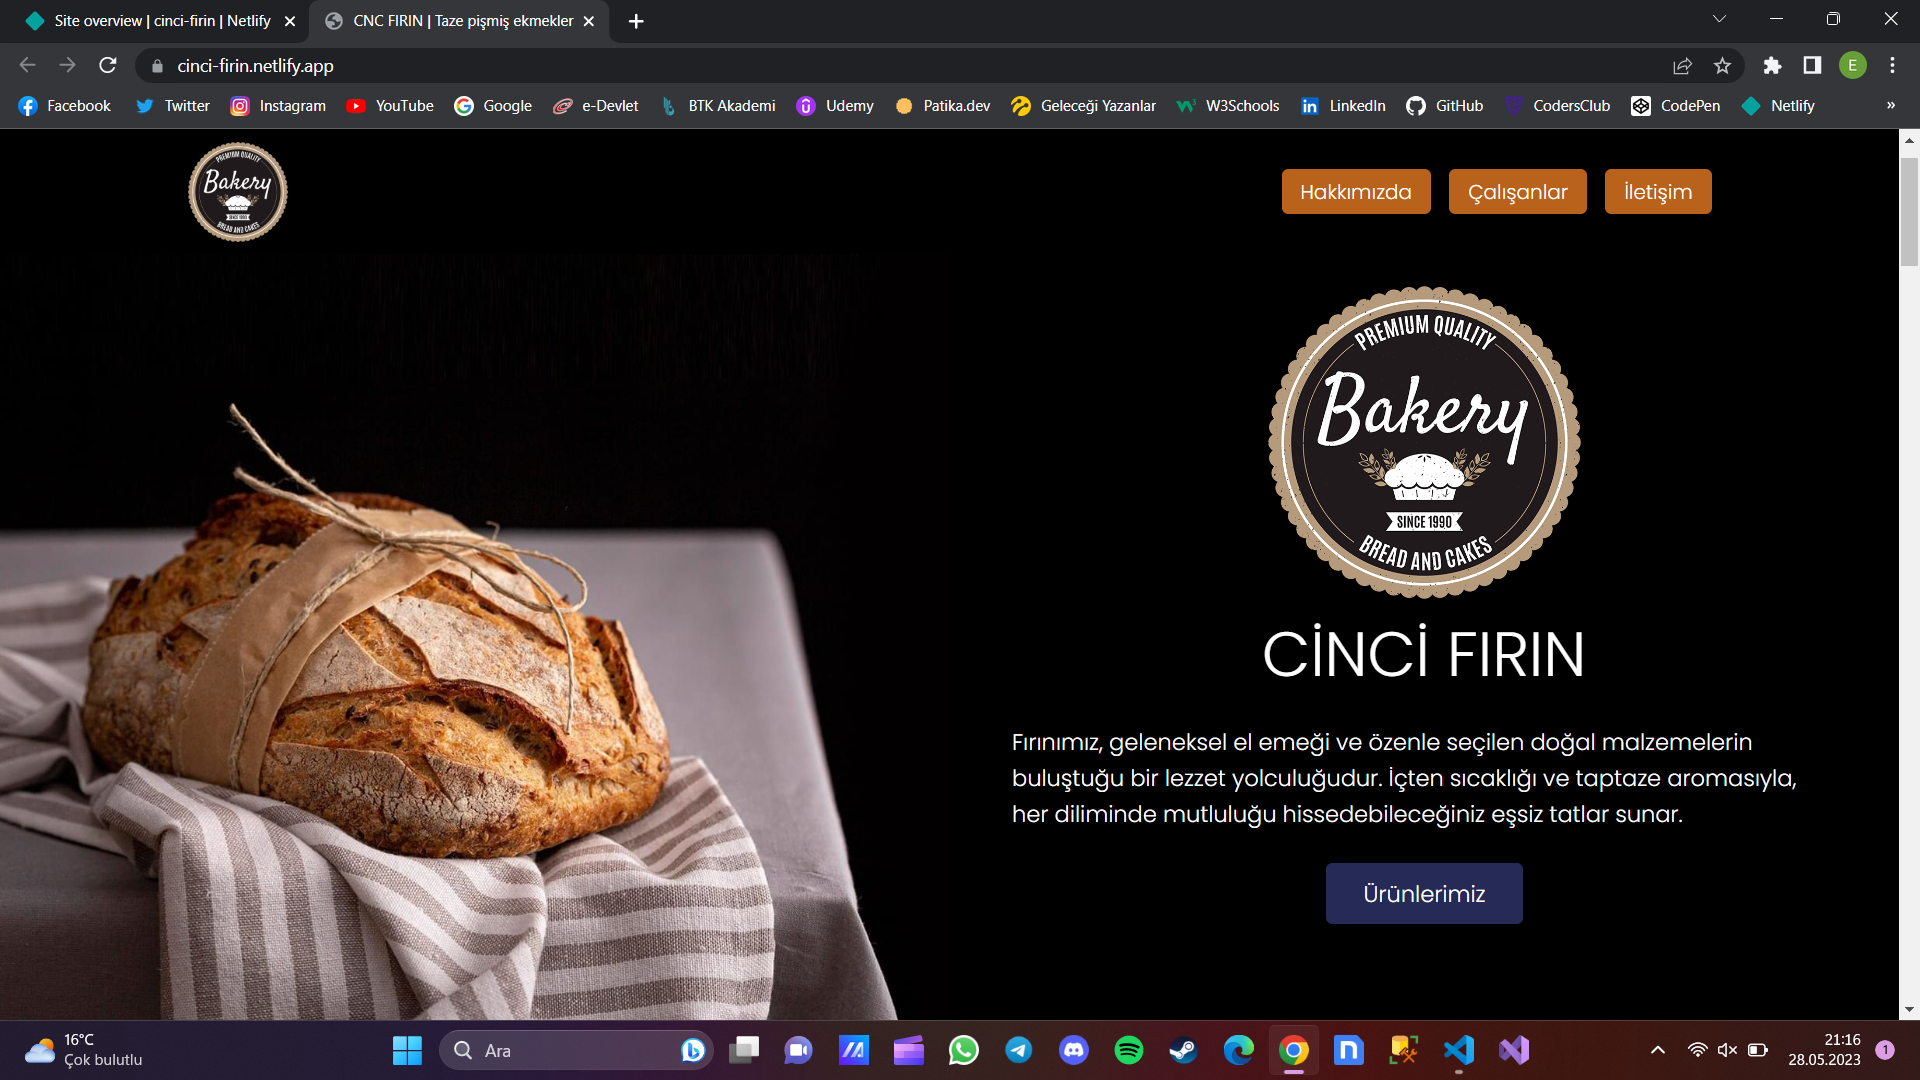 Site overview | cinci-firin | Netlify
CNC FIRIN | Taze pişmiş ekmekler
cinci-firin.netlify.app
E
Facebook Twitter Instagram YouTube Google e-Devlet BTK Akademi Udemy Patika.dev Geleceği Yazanlar W3Schools LinkedIn GitHub CodersClub CodePen Netlify »
PREMIUM QUALITY
Bakery
SINCE 1990
BREAD AND CAKES
Hakkımızda Çalışanlar İletişim
PREMIUM QUALITY
Bakery
SINCE 1990
BREAD AND CAKES
CİNCİ FIRIN
Fırınımız, geleneksel el emeği ve özenle seçilen doğal malzemelerin
buluştuğu bir lezzet yolculuğudur. İçten sıcaklığı ve taptaze aromasıyla,
her diliminde mutluluğu hissedebileceğiniz eşsiz tatlar sunar.
Ürünlerimiz
16°C
Çok bulutlu
Ara
21:16
28.05.2023
1